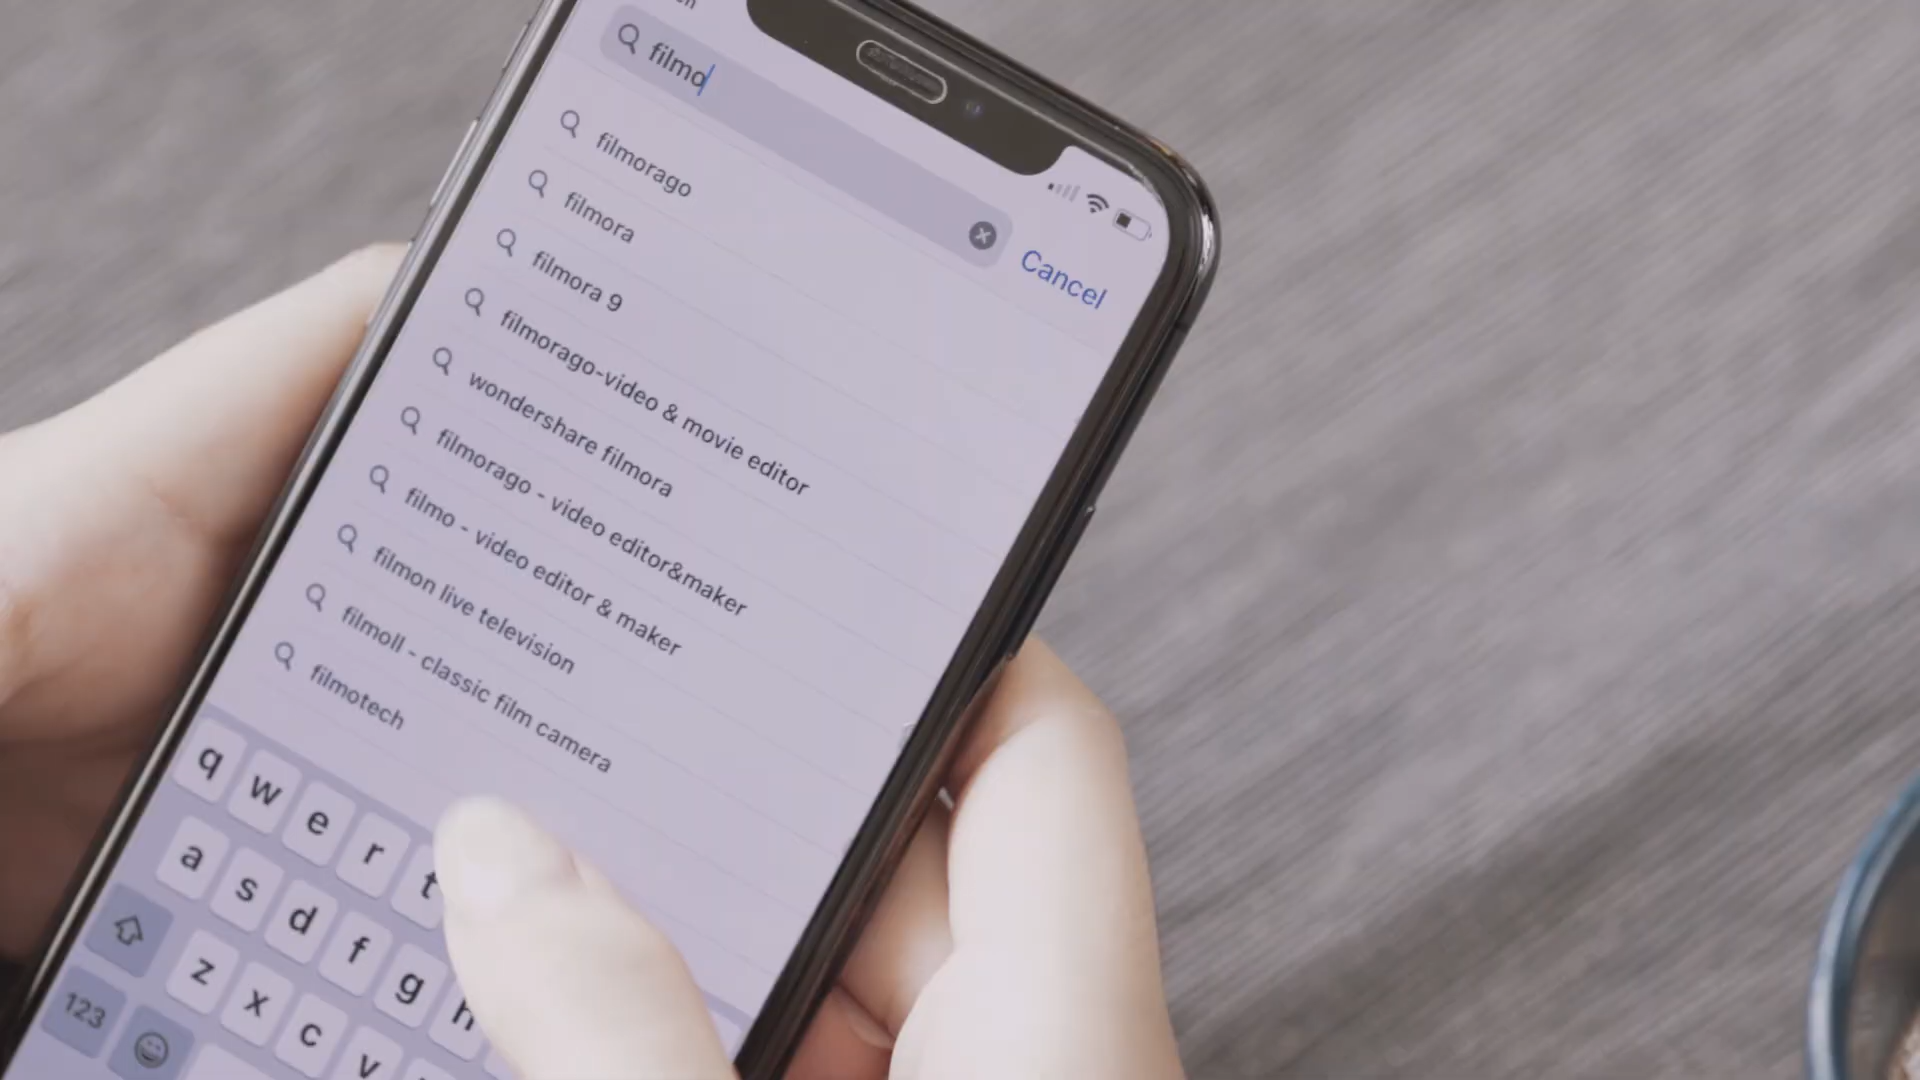 filmo
Cancel
filmorago
filmora
filmora 9
filmorago-video & movie editor
wondershare filmora
filmorago - video editor&maker
filmo - video editor & maker
filmon live television
filmoll - classic film camera
filmotech
q w e r t
a s d f g h
z x c v
123